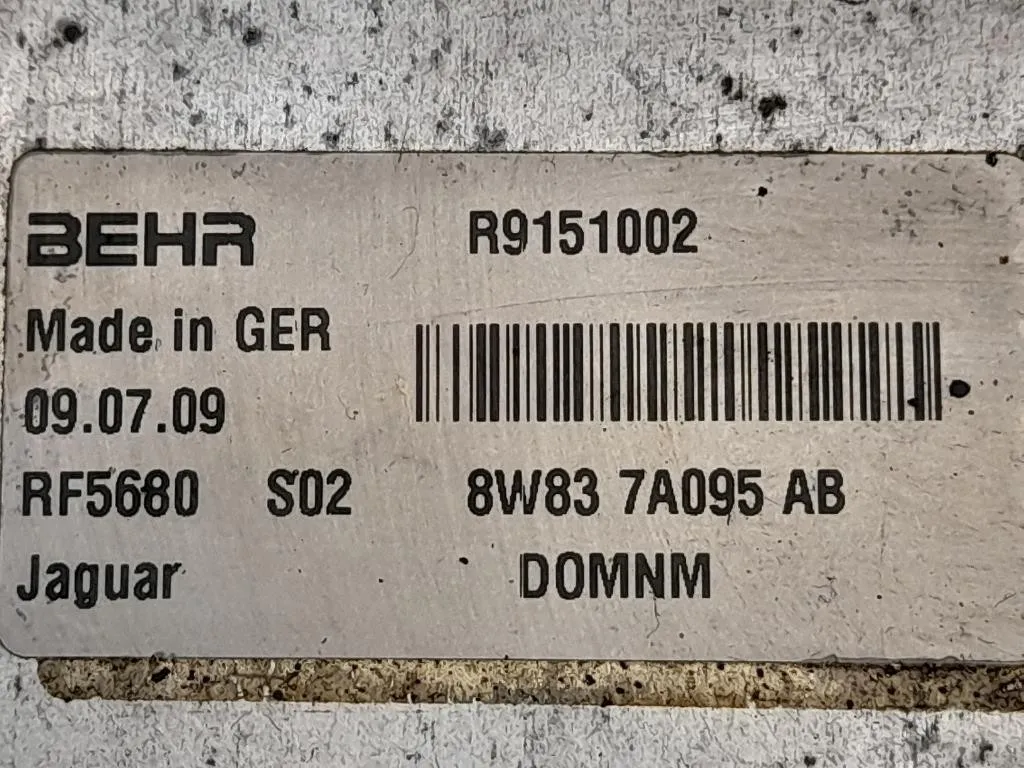 BEHR R9151002
Made in GER
09.07.09
RF5680 S02 8W83 7A095 AB
Jaguar DOMNM